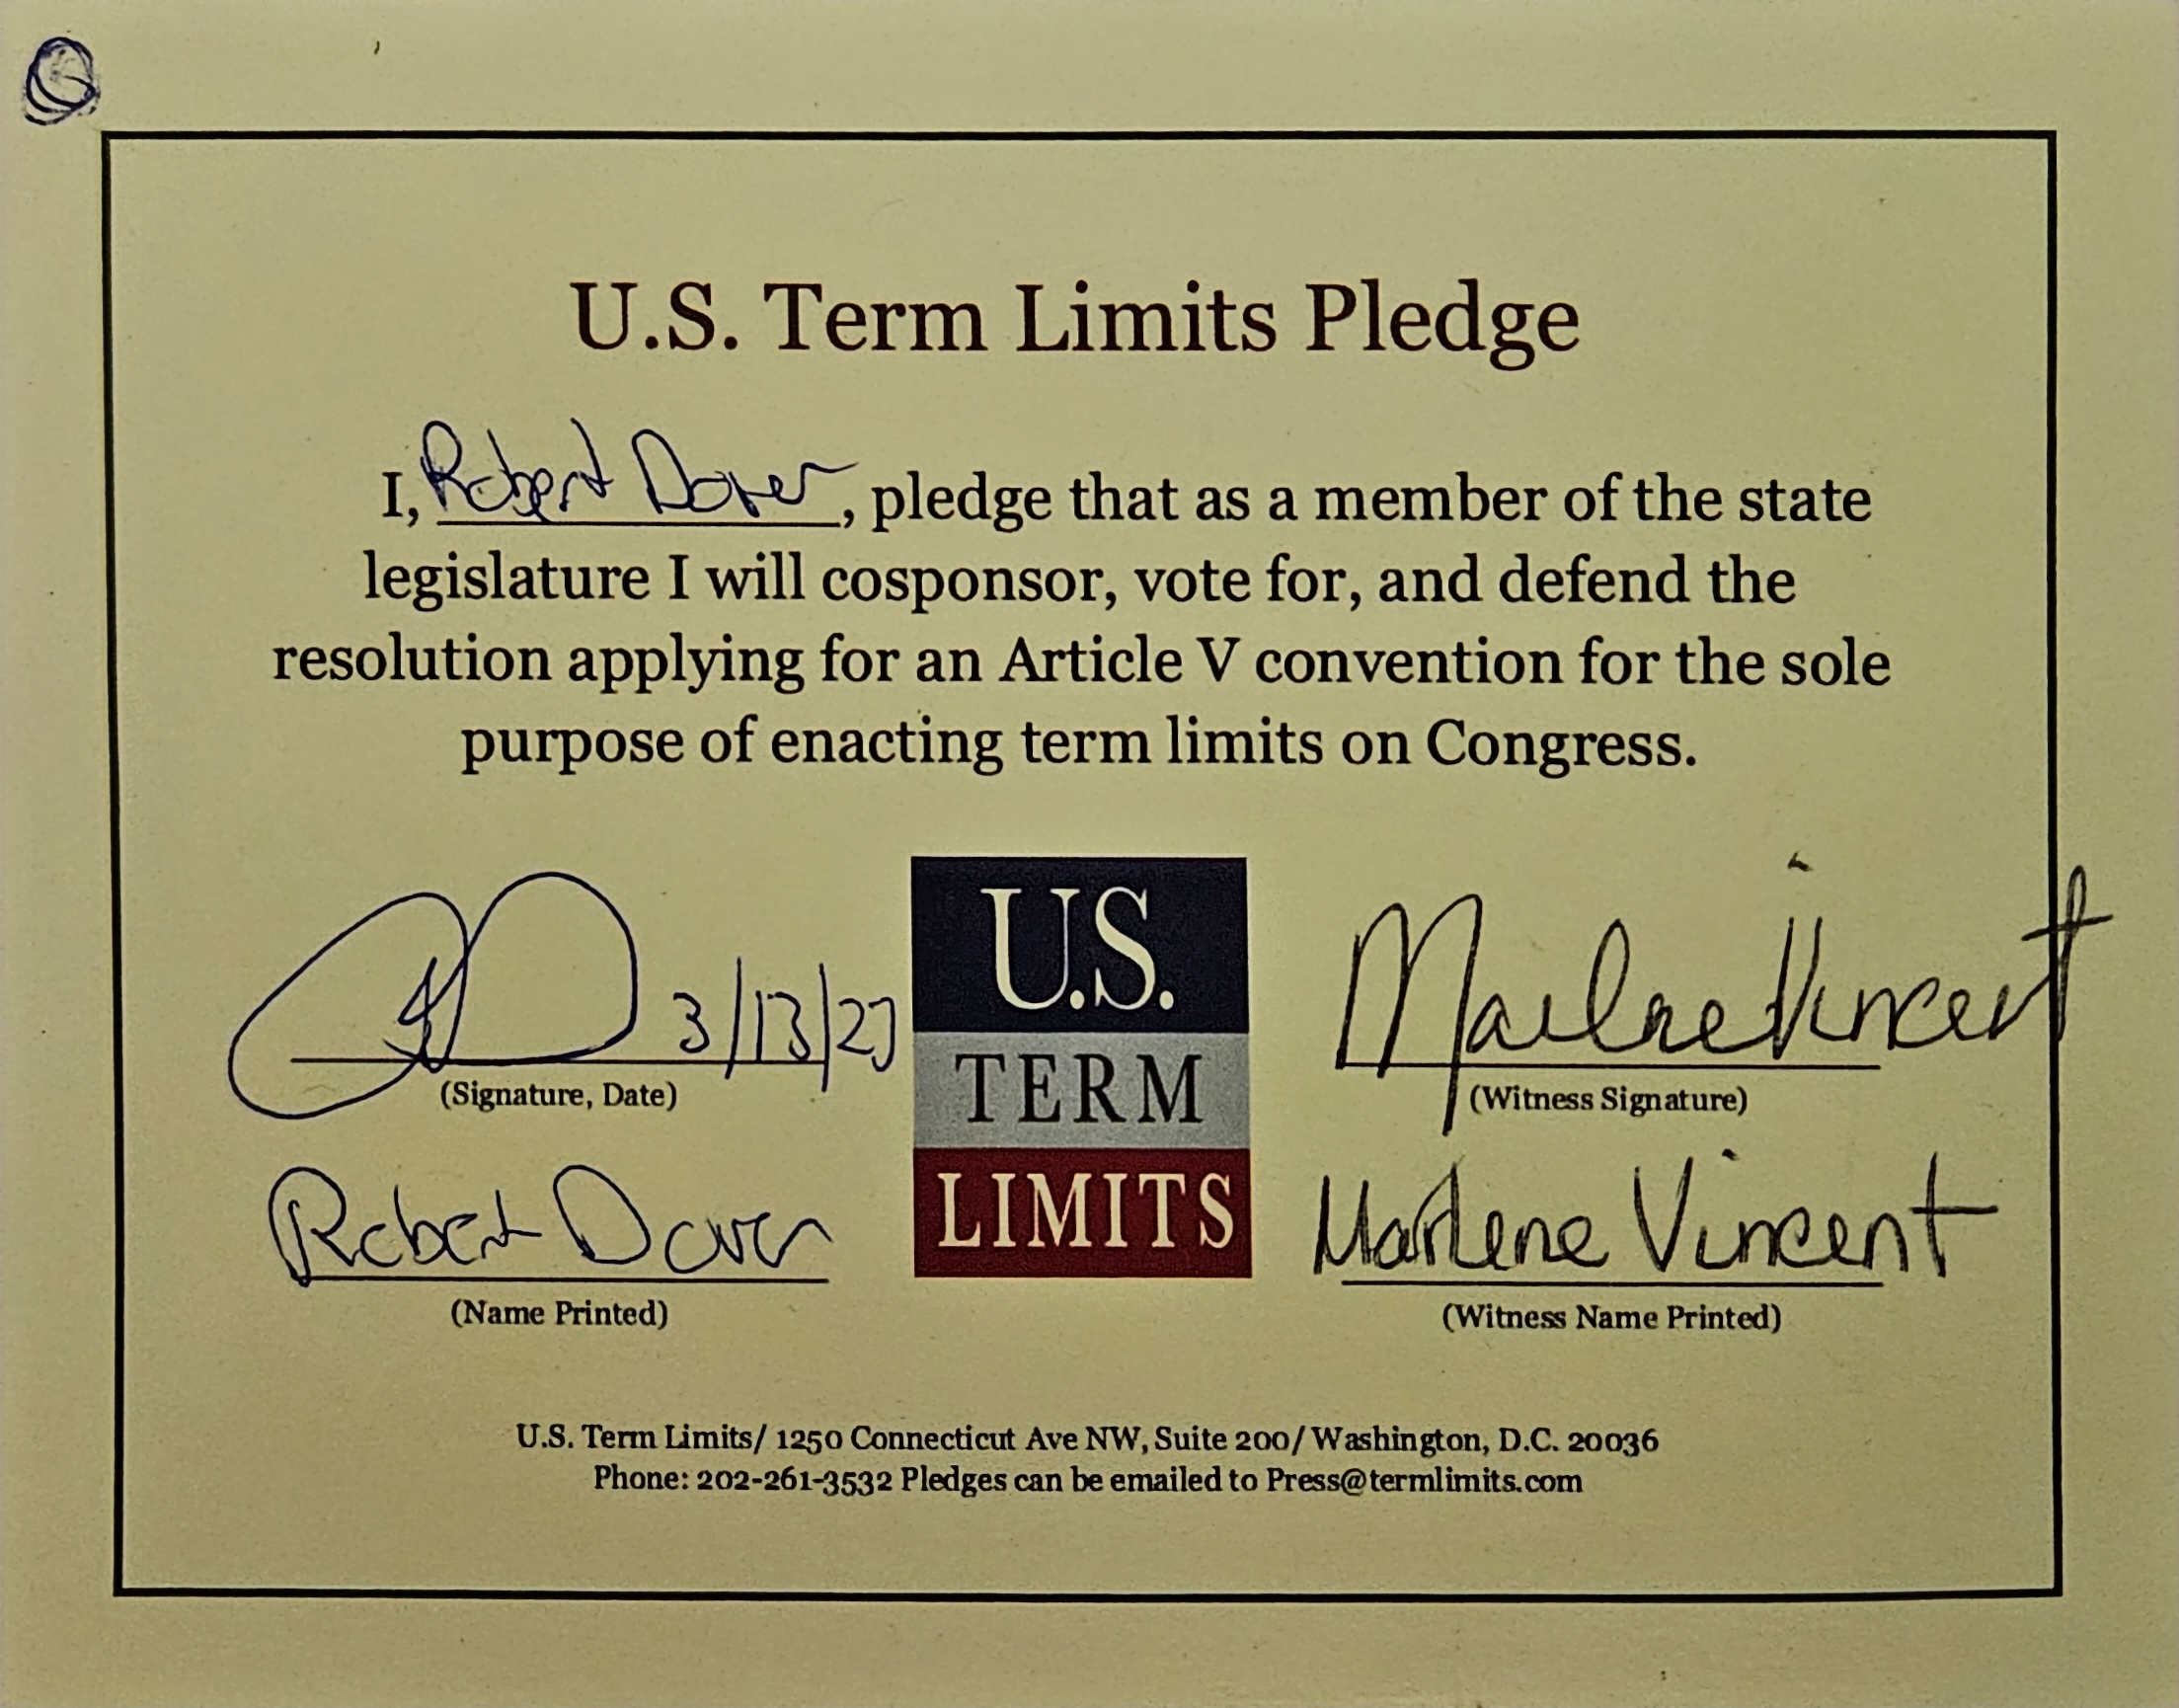 U.S. Term Limits Pledge
I, Robert Dover, pledge that as a member of the state
legislature I will cosponsor, vote for, and defend the
resolution applying for an Article V convention for the sole
purpose of enacting term limits on Congress.
3/13/23
(Signature, Date)
Robert Dover
(Name Printed)
U.S.
TERM
LIMITS
Marlene Vincent
(Witness Signature)
Marlene Vincent
(Witness Name Printed)
U.S. Term Limits/ 1250 Connecticut Ave NW, Suite 200/ Washington, D.C. 20036
Phone: 202-261-3532 Pledges can be emailed to Press@termlimits.com